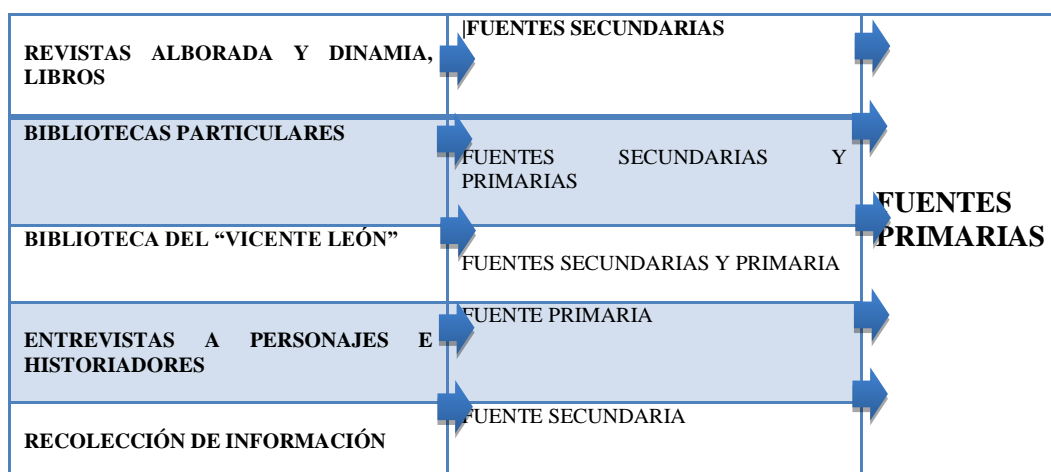 REVISTAS ALBORADA Y DINAMIA,
LIBROS
|FUENTES SECUNDARIAS
BIBLIOTECAS PARTICULARES
FUENTES SECUNDARIAS Y
PRIMARIAS
BIBLIOTECA DEL “VICENTE LEÓN”
FUENTES SECUNDARIAS Y PRIMARIA
ENTREVISTAS A PERSONAJES E
HISTORIADORES
FUENTE PRIMARIA
RECOLECCIÓN DE INFORMACIÓN
FUENTE SECUNDARIA
FUENTES
PRIMARIAS